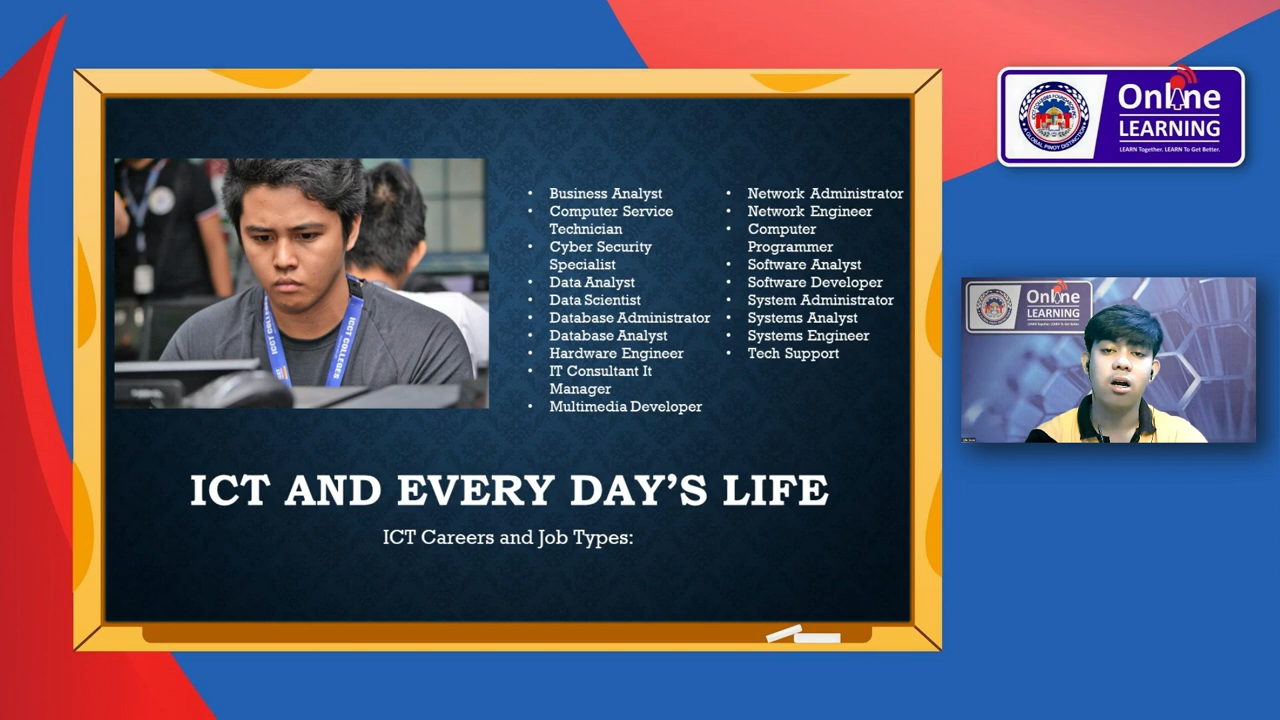 Online
LEARNING
LEARN Together. LEARN To Get Better.
Business Analyst
Computer Service
Technician
Cyber Security
Specialist
Data Analyst
Data Scientist
Database Administrator
Database Analyst
Hardware Engineer
IT Consultant It
Manager
Multimedia Developer
Network Administrator
Network Engineer
Computer
Programmer
Software Analyst
Software Developer
System Administrator
Systems Analyst
Systems Engineer
Tech Support
ICCT COLLEGES
Online
LEARNING
ICT AND EVERY DAY'S LIFE
ICT Careers and Job Types: